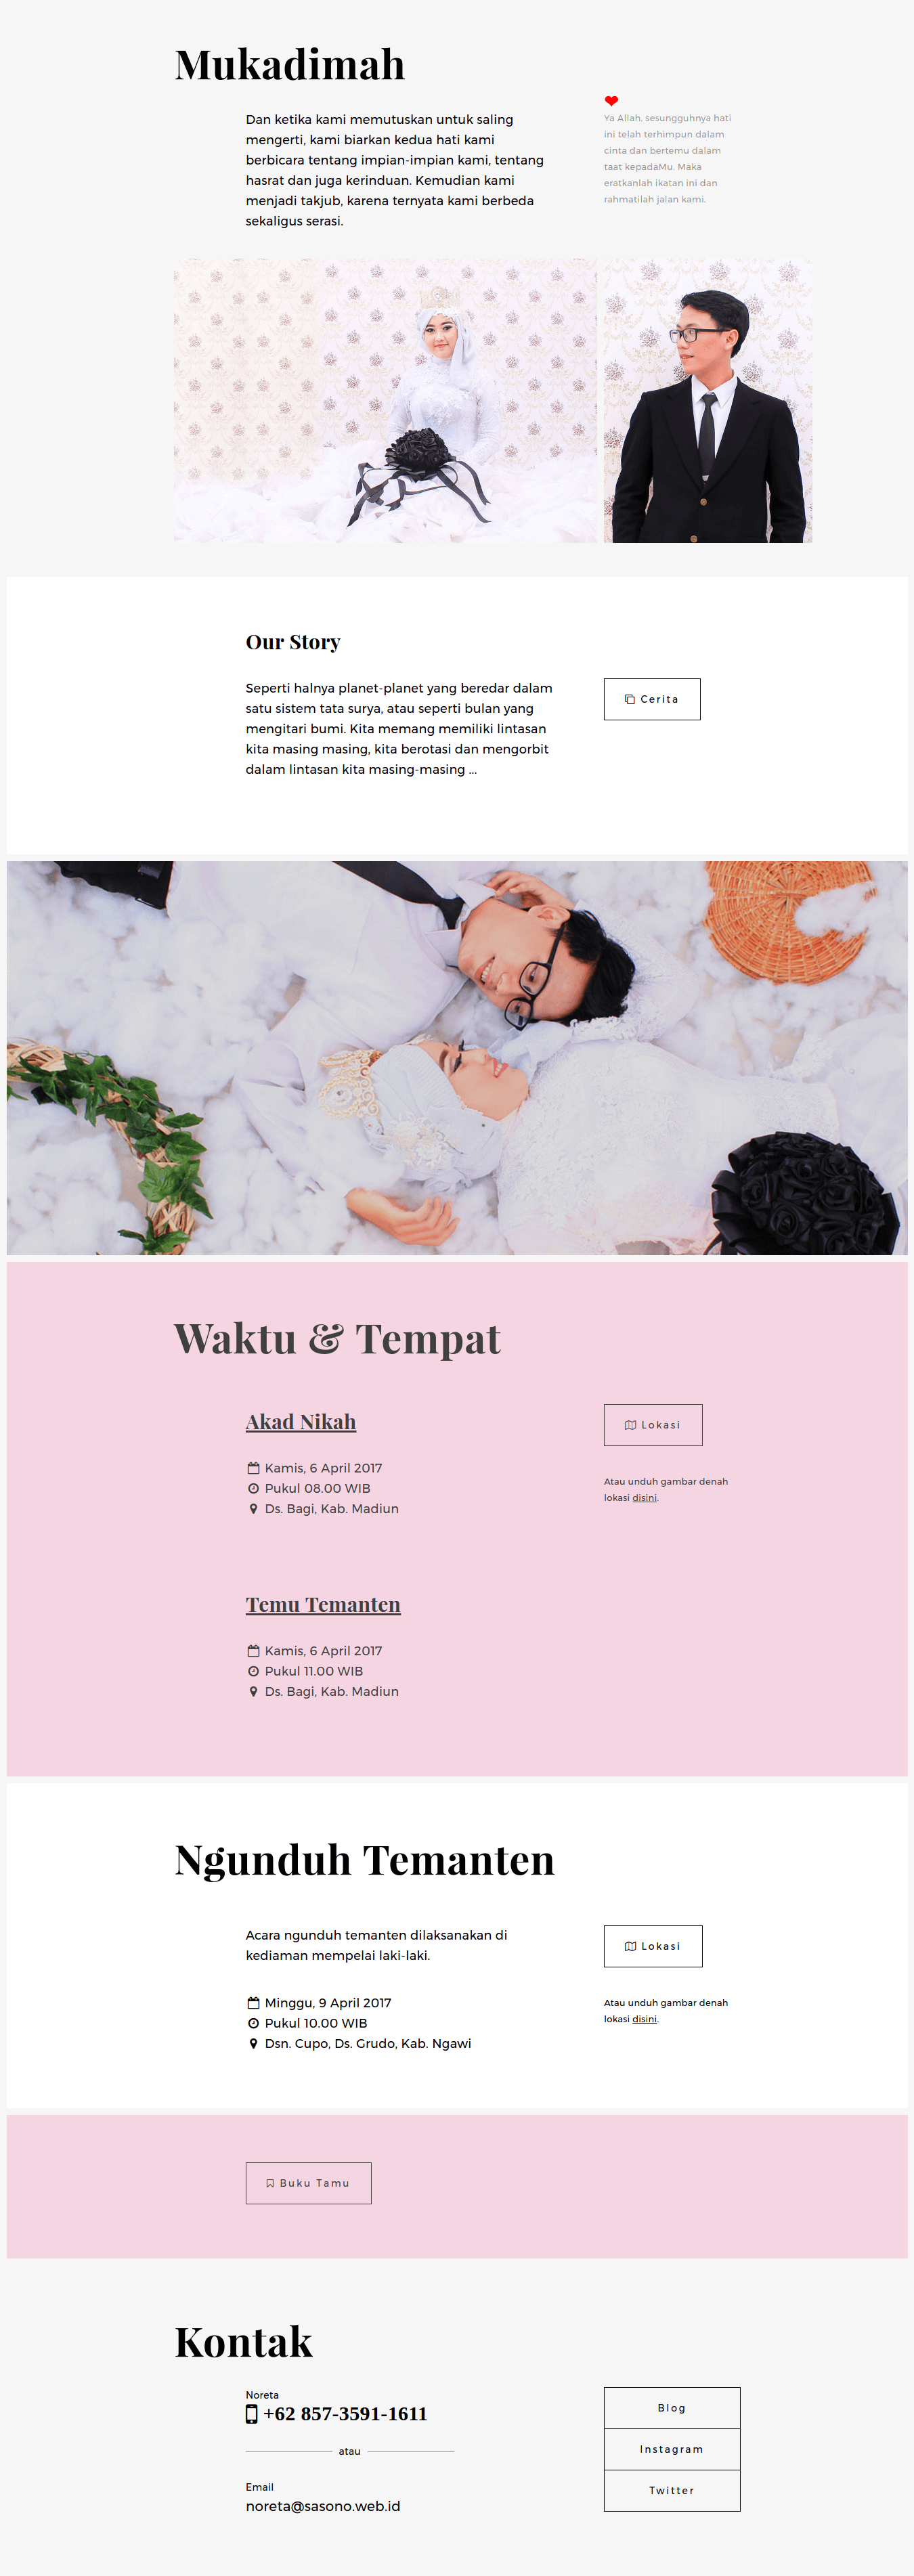 Mukadimah
Dan ketika kami memutuskan untuk saling
mengerti, kami biarkan kedua hati kami
berbicara tentang impian-impian kami, tentang
hasrat dan juga kerinduan. Kemudian kami
menjadi takjub, karena ternyata kami berbeda
sekaligus serasi.
Ya Allah, sesungguhnya hati
ini telah terhimpun dalam
cinta dan bertemu dalam
taat kepadaMu. Maka
eratkanlah ikatan ini dan
rahmatilah jalan kami.
Our Story
Seperti halnya planet-planet yang beredar dalam
satu sistem tata surya, atau seperti bulan yang
mengitari bumi. Kita memang memiliki lintasan
kita masing masing, kita berotasi dan mengorbit
dalam lintasan kita masing-masing ...
Cerita
Waktu & Tempat
Akad Nikah
Kamis, 6 April 2017
Pukul 08.00 WIB
Ds. Bagi, Kab. Madiun
Lokasi
Atau unduh gambar denah
lokasi disini.
Temu Temanten
Kamis, 6 April 2017
Pukul 11.00 WIB
Ds. Bagi, Kab. Madiun
Ngunduh Temanten
Acara ngunduh temanten dilaksanakan di
kediaman mempelai laki-laki.
Minggu, 9 April 2017
Pukul 10.00 WIB
Dsn. Cupo, Ds. Grudo, Kab. Ngawi
Lokasi
Atau unduh gambar denah
lokasi disini.
Buku Tamu
Kontak
Noreta
+62 857-3591-1611
atau
Email
noreta@sasono.web.id
Blog
Instagram
Twitter